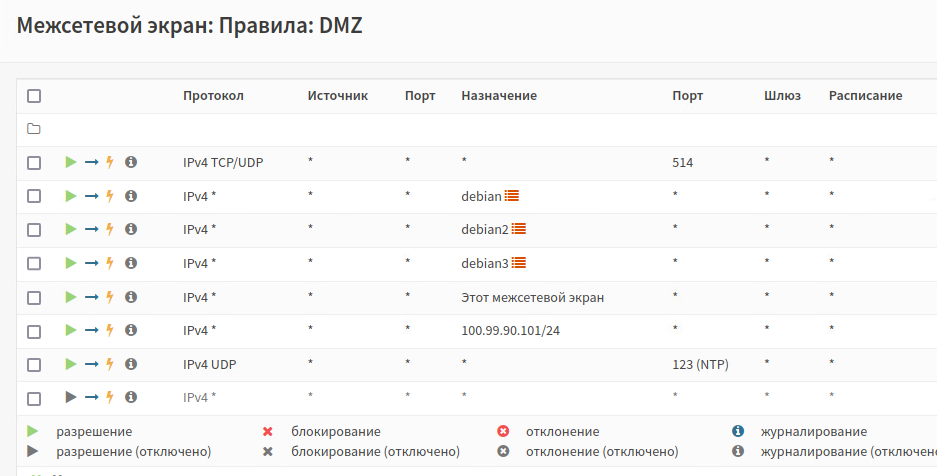 Межсетевой экран: Правила: DMZ
Протокол Источник Порт Назначение Порт Шлюз Расписание
IPv4 TCP/UDP * * * 514 * *
IPv4 * * * debian * * *
IPv4 * * * debian2 * * *
IPv4 * * * debian3 * * *
IPv4 * * * Этот межсетевой экран * * *
IPv4 * * * 100.99.90.101/24 * * *
IPv4 UDP * * * 123 (NTP) * *
IPv4 * * * * * * *
разрешение блокирование отклонение журналирование
разрешение (отключено) блокирование (отключено) отклонение (отключено) журналирование (отключено